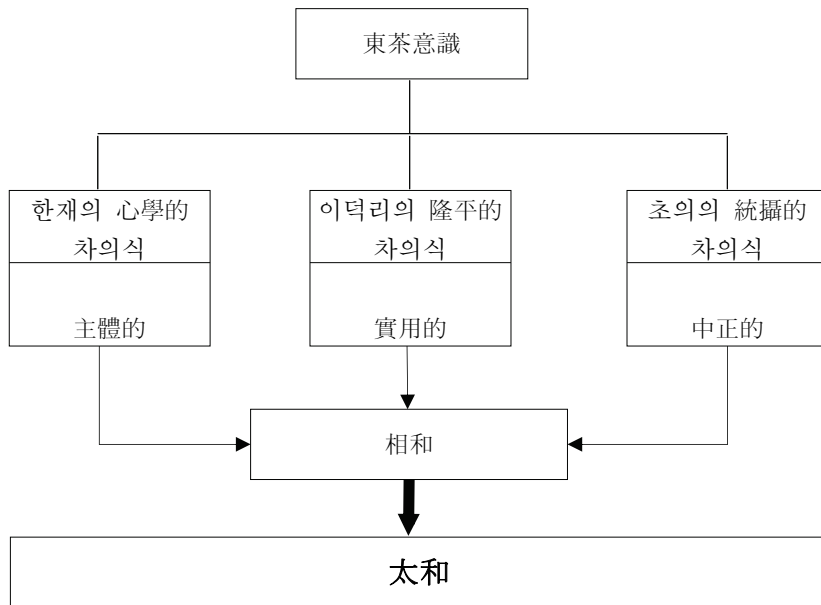 東茶意識
한재의 心學的
차의식
主體的
이덕리의 隆平的
차의식
實用的
초의의 統攝的
차의식
中正的
相和
太和